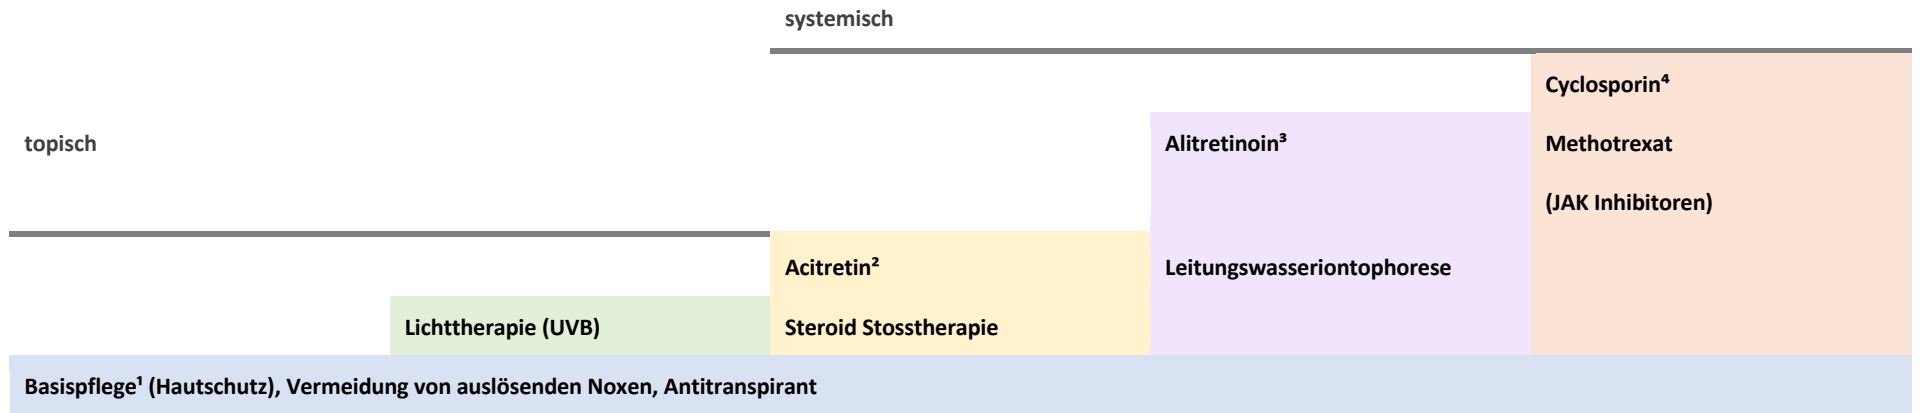 systemisch
Cyclosporin⁴
topisch
Alitretinoin³
Methotrexat
(JAK Inhibitoren)
Acitretin²
Leitungswasseriontophorese
Lichttherapie (UVB)
Steroid Stosstherapie
Basispflege¹ (Hautschutz), Vermeidung von auslösenden Noxen, Antitranspirant